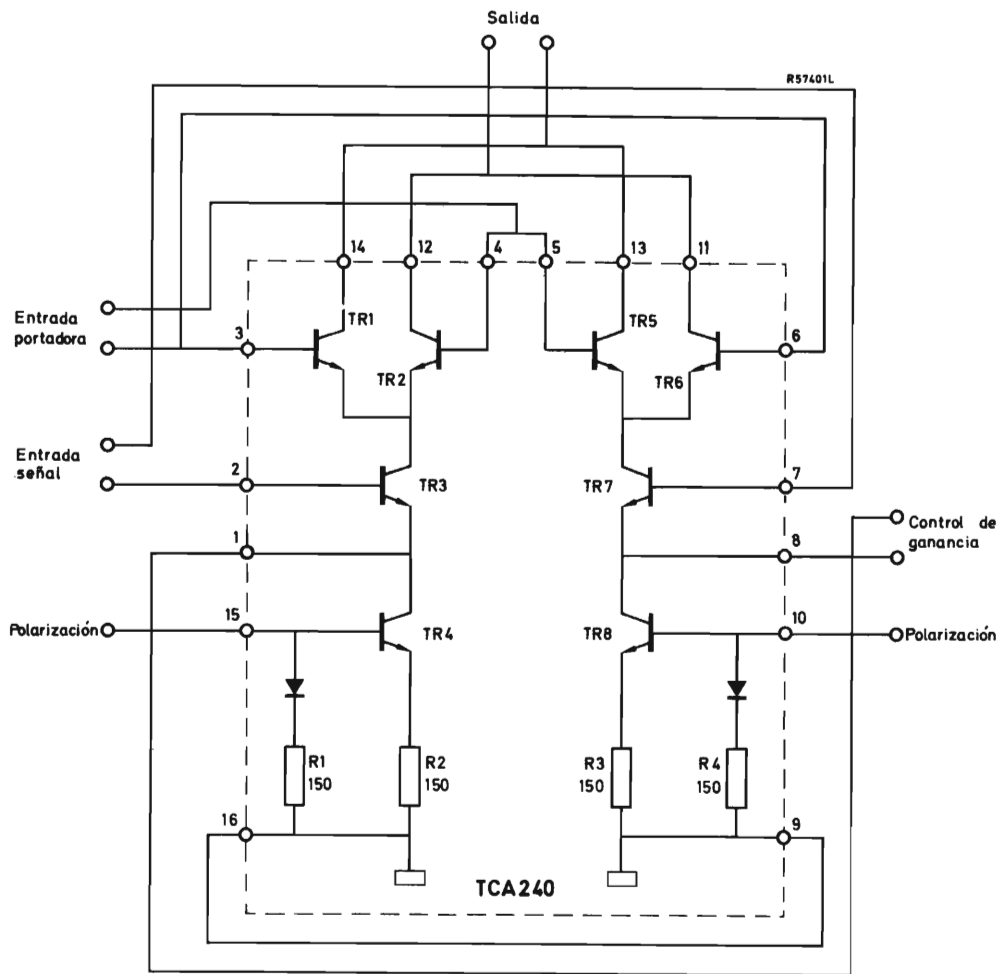 Salida
R57401L
14
12
4
5
13
11
Entrada
portadora
3
TR1
TR2
TR5
TR6
6
Entrada
señal
2
TR3
TR7
7
1
8
Control de
ganancia
Polarización
15
TR4
TR8
10
Polarización
R1
150
R2
150
R3
150
R4
150
16
9
TCA240